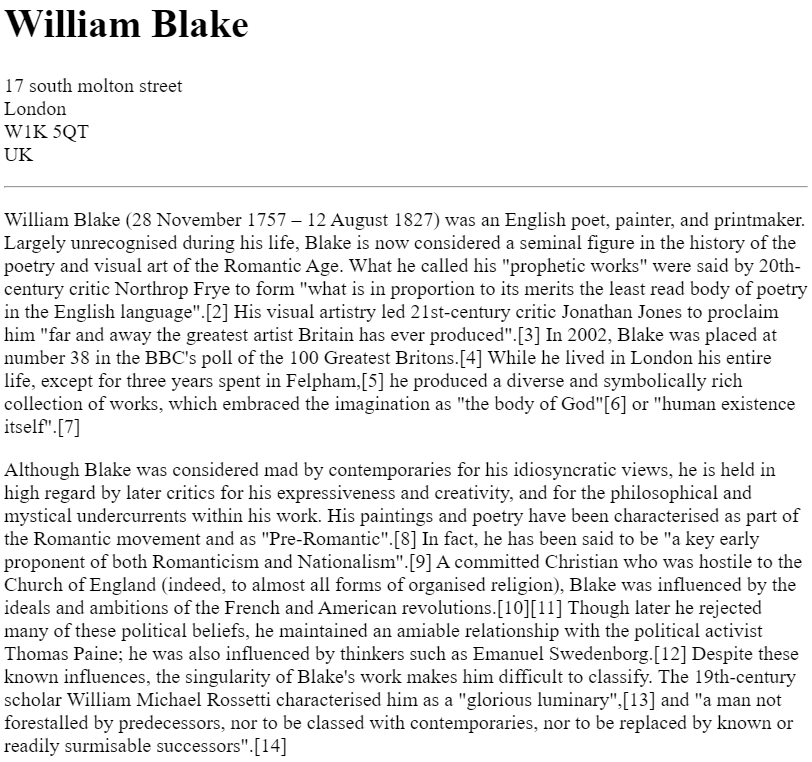 William Blake
17 south molton street
London
W1K 5QT
UK
William Blake (28 November 1757 – 12 August 1827) was an English poet, painter, and printmaker.
Largely unrecognised during his life, Blake is now considered a seminal figure in the history of the
poetry and visual art of the Romantic Age. What he called his "prophetic works" were said by 20th-
century critic Northrop Frye to form "what is in proportion to its merits the least read body of poetry
in the English language".[2] His visual artistry led 21st-century critic Jonathan Jones to proclaim
him "far and away the greatest artist Britain has ever produced".[3] In 2002, Blake was placed at
number 38 in the BBC's poll of the 100 Greatest Britons.[4] While he lived in London his entire
life, except for three years spent in Felpham,[5] he produced a diverse and symbolically rich
collection of works, which embraced the imagination as "the body of God"[6] or "human existence
itself".[7]
Although Blake was considered mad by contemporaries for his idiosyncratic views, he is held in
high regard by later critics for his expressiveness and creativity, and for the philosophical and
mystical undercurrents within his work. His paintings and poetry have been characterised as part of
the Romantic movement and as "Pre-Romantic".[8] In fact, he has been said to be "a key early
proponent of both Romanticism and Nationalism".[9] A committed Christian who was hostile to the
Church of England (indeed, to almost all forms of organised religion), Blake was influenced by the
ideals and ambitions of the French and American revolutions.[10][11] Though later he rejected
many of these political beliefs, he maintained an amiable relationship with the political activist
Thomas Paine; he was also influenced by thinkers such as Emanuel Swedenborg.[12] Despite these
known influences, the singularity of Blake's work makes him difficult to classify. The 19th-century
scholar William Michael Rossetti characterised him as a "glorious luminary",[13] and "a man not
forestalled by predecessors, nor to be classed with contemporaries, nor to be replaced by known or
readily surmisable successors".[14]